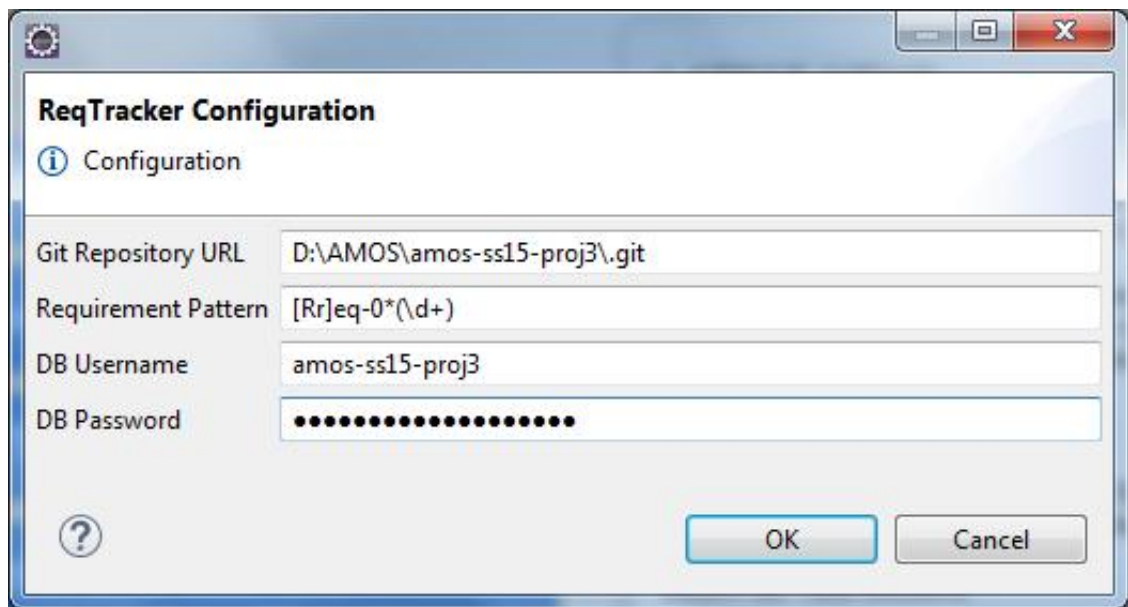 ReqTracker Configuration
Configuration
Git Repository URL D:\AMOS\amos-ss15-proj3\.git
Requirement Pattern [Rr]eq-0*(\d+)
DB Username amos-ss15-proj3
DB Password ●●●●●●●●●●●●●●●●●●●
? OK Cancel